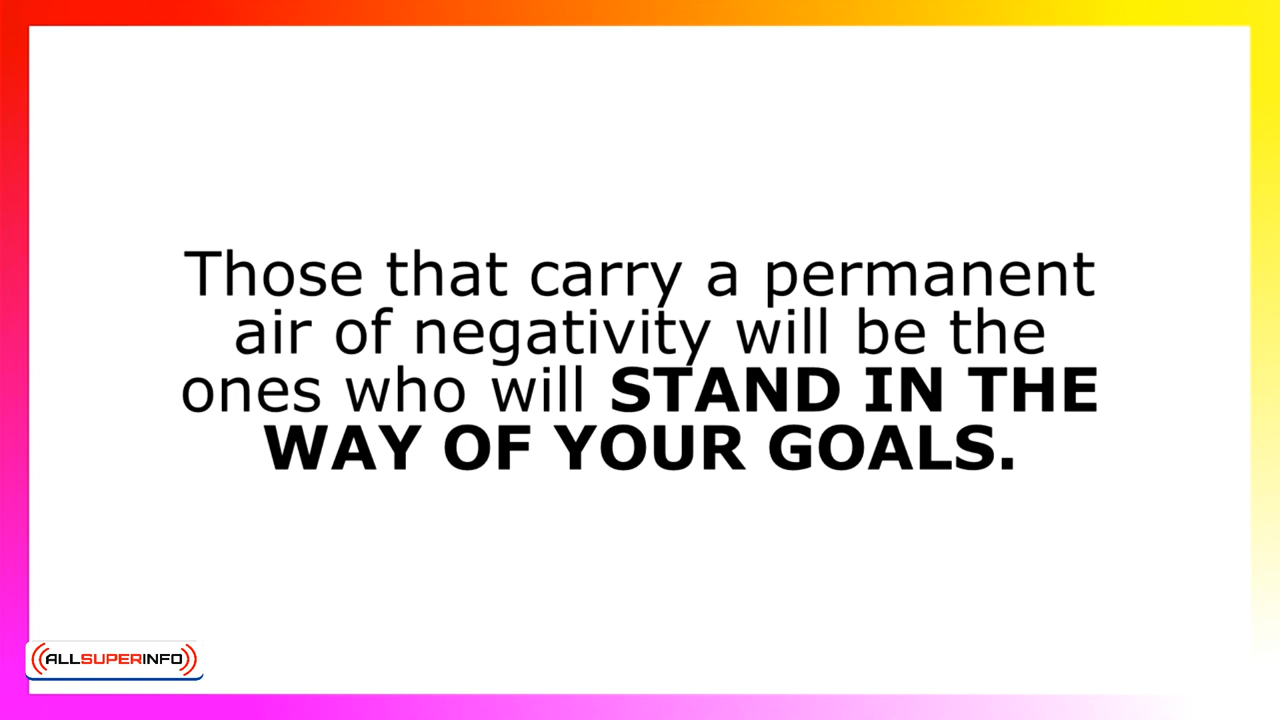 Those that carry a permanent
air of negativity will be the
ones who will STAND IN THE
WAY OF YOUR GOALS.
ALLSUPERINFO